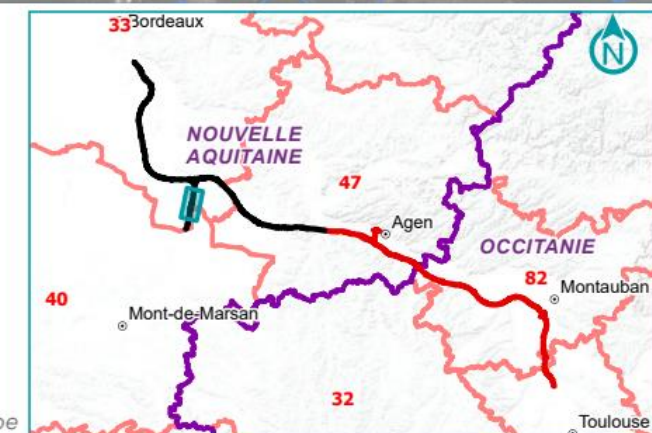 33
Bordeaux
N
NOUVELLE
AQUITAINE
47
Agen
OCCITANIE
82
Montauban
40
Mont-de-Marsan
32
Toulouse